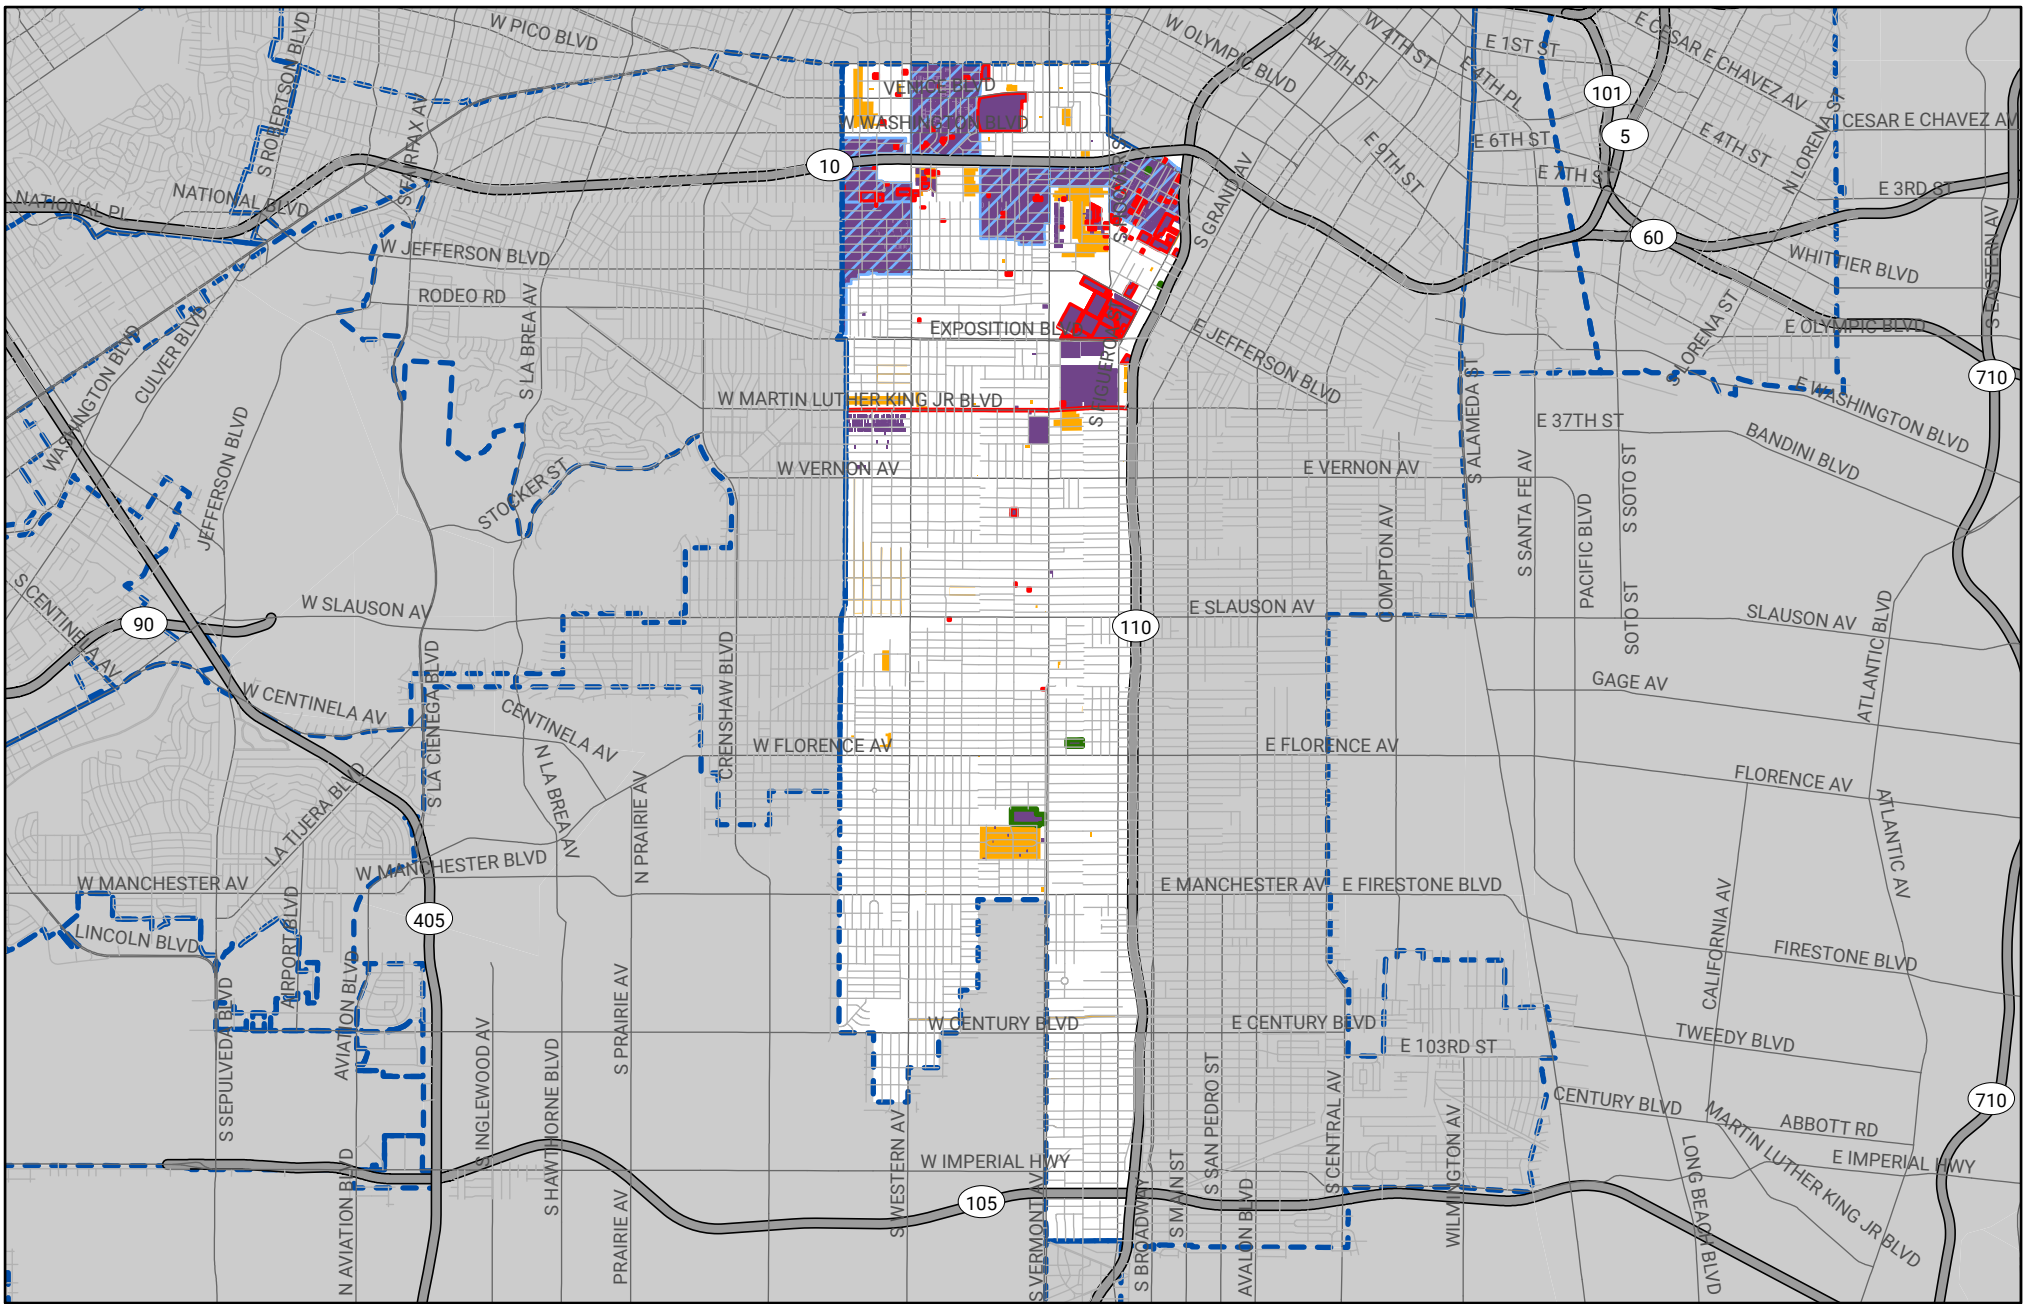 W PICO BLVD
S ROBERTSON BLVD
W OLYMPIC BLVD
W 7TH ST
W 4TH ST
E 4TH PL
E 1ST ST
E CESAR E CHAVEZ AV
CESAR E CHAVEZ AV
101
5
E 4TH ST
N LORENA ST
E 6TH ST
E 7TH ST
E 9TH ST
E 3RD ST
VENICE BLVD
W WASHINGTON BLVD
S FAIRFAX AV
10
NATIONAL PL
NATIONAL BLVD
S GRAND AV
60
WHITTIER BLVD
S EASTERN AV
W JEFFERSON BLVD
RODEO RD
S LA BREA AV
EXPOSITION BLVD
S FIGUEROA ST
E JEFFERSON BLVD
S LORENA ST
E OLYMPIC BLVD
WASHINGTON BLVD
CULVER BLVD
JEFFERSON BLVD
W MARTIN LUTHER KING JR BLVD
S ALAMEDA ST
E WASHINGTON BLVD
710
E 37TH ST
BANDINI BLVD
STOCKER ST
W VERNON AV
E VERNON AV
COMPTON AV
S SANTA FE AV
PACIFIC BLVD
S SOTO ST
SOTO ST
S CENTINELA AV
90
W SLAUSON AV
110
E SLAUSON AV
SLAUSON AV
ATLANTIC BLVD
CRENSHAW BLVD
GAGE AV
W CENTINELA AV
S LA CIENEGA BLVD
CENTINELA AV
N LA BREA AV
N PRAIRIE AV
W FLORENCE AV
E FLORENCE AV
FLORENCE AV
ATLANTIC AV
LA TIJERA BLVD
W MANCHESTER BLVD
W MANCHESTER AV
E MANCHESTER AV
E FIRESTONE BLVD
405
LINCOLN BLVD
AIRPORT BLVD
AVIATION BLVD
S SEPULVEDA BLVD
CALIFORNIA AV
FIRESTONE BLVD
S PRAIRIE AV
S INGLEWOOD AV
S HAWTHORNE BLVD
W CENTURY BLVD
E CENTURY BLVD
E 103RD ST
TWEEDY BLVD
CENTURY BLVD
ABBOTT RD
710
MARTIN LUTHER KING JR BLVD
E IMPERIAL HWY
LONG BEACH BLVD
WILMINGTON AV
S CENTRAL AV
S SAN PEDRO ST
S MAIN ST
AVALON BLVD
S BROADWAY
S VERMONT AV
S WESTERN AV
W IMPERIAL HWY
105
PRAIRIE AV
N AVIATION BLVD